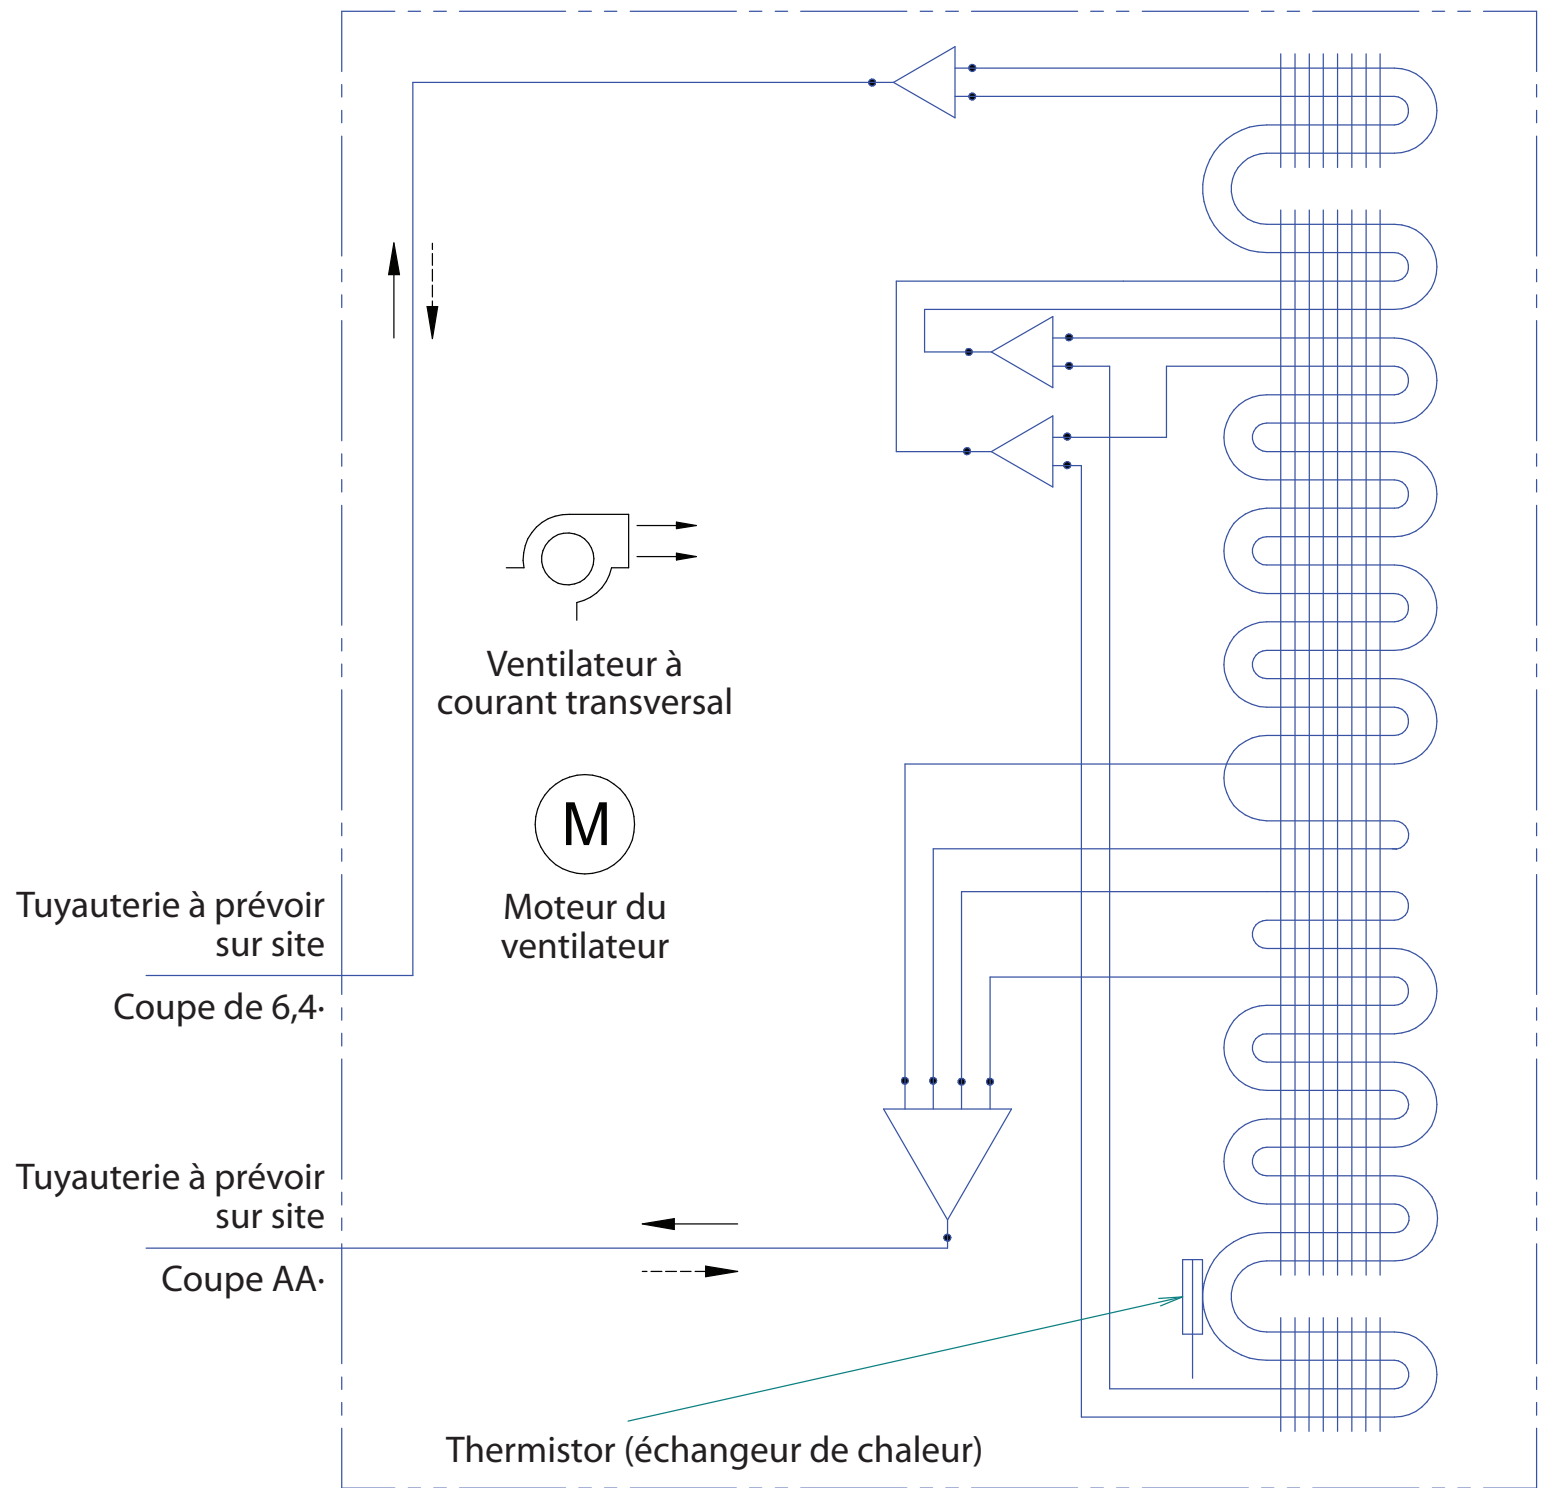 Ventilateur à
courant transversal
M
Moteur du
ventilateur
Tuyauterie à prévoir
sur site
Coupe de 6,4·
Tuyauterie à prévoir
sur site
Coupe AA·
Thermistor (échangeur de chaleur)